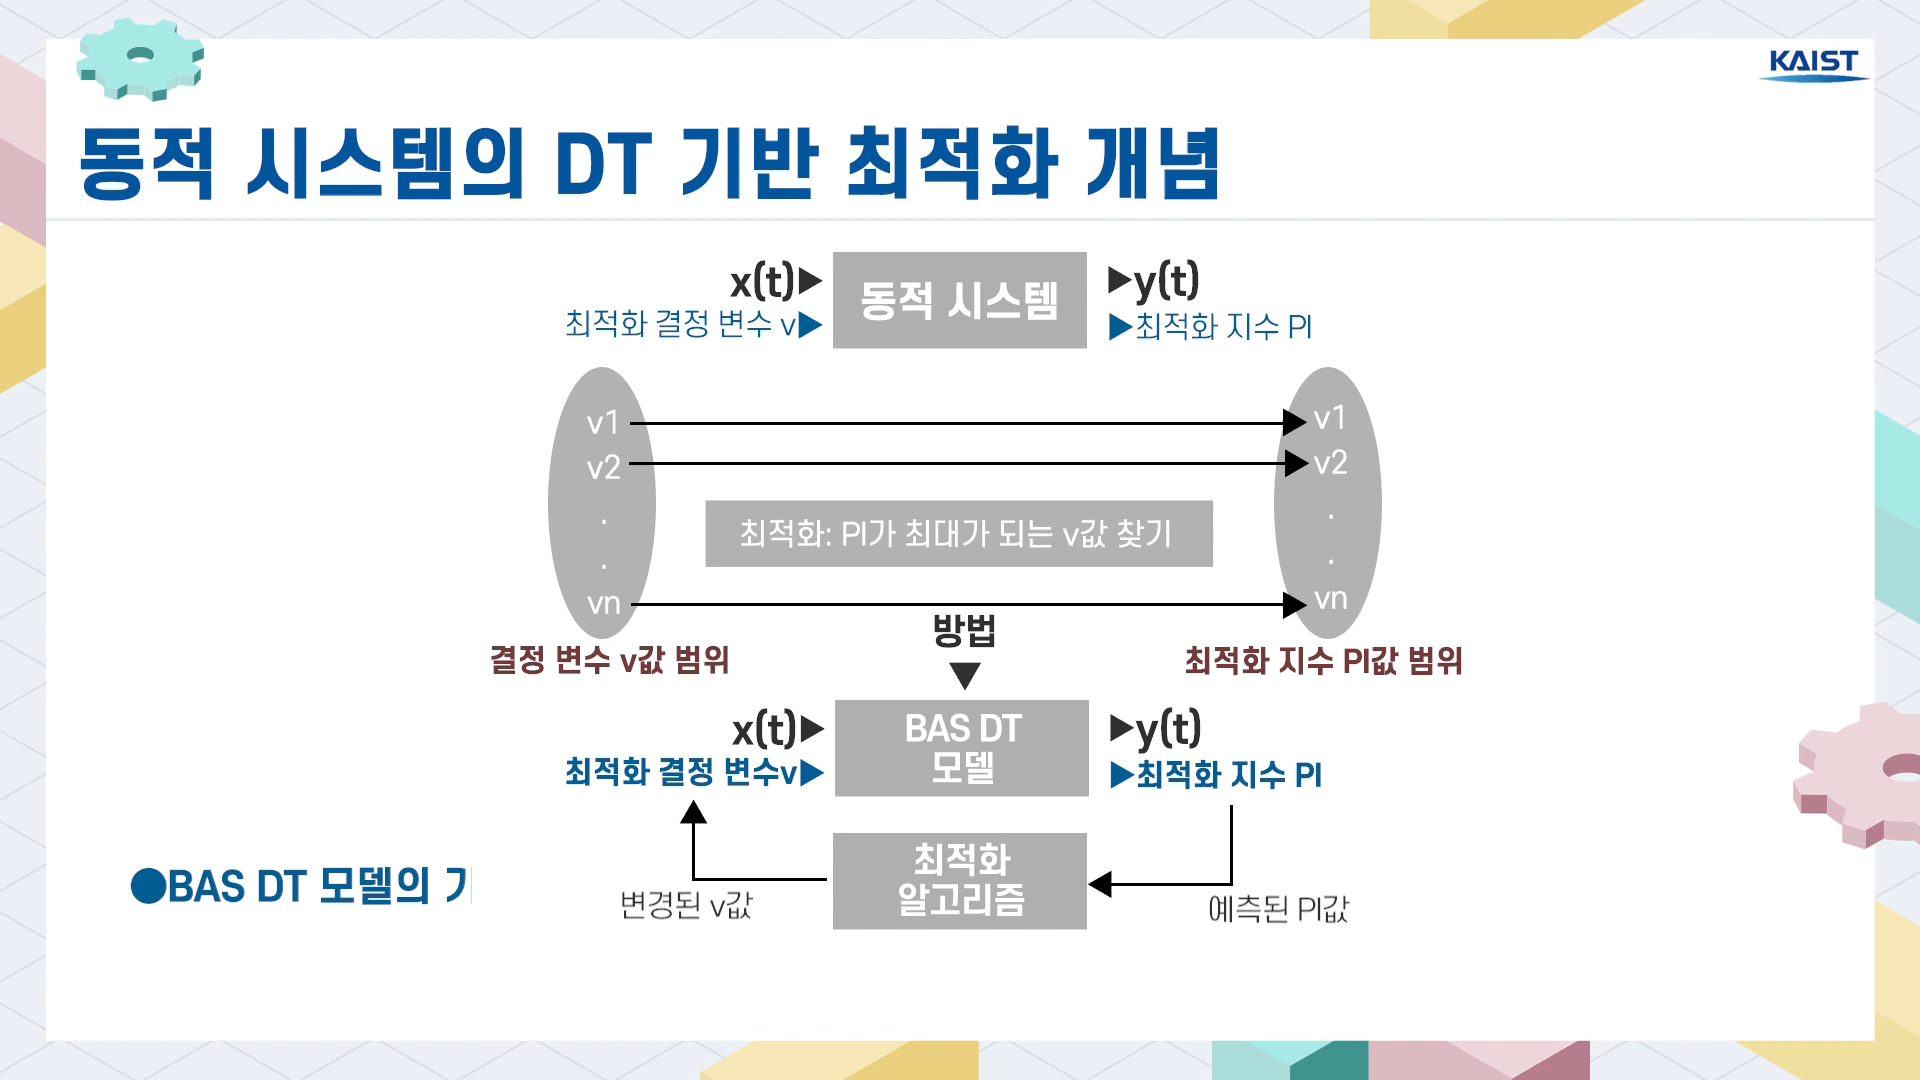 KAIST
동적 시스템의 DT 기반 최적화 개념
x(t)▶
최적화 결정 변수 v▶
동적 시스템
▶y(t)
▶최적화 지수 PI
v1
v2
.
.
vn
v1
v2
.
.
vn
최적화: PI가 최대가 되는 v값 찾기
결정 변수 v값 범위
최적화 지수 PI값 범위
방법
▼
x(t)▶
최적화 결정 변수v▶
BAS DT
모델
▶y(t)
▶최적화 지수 PI
최적화
알고리즘
변경된 v값
예측된 PI값
●BAS DT 모델의